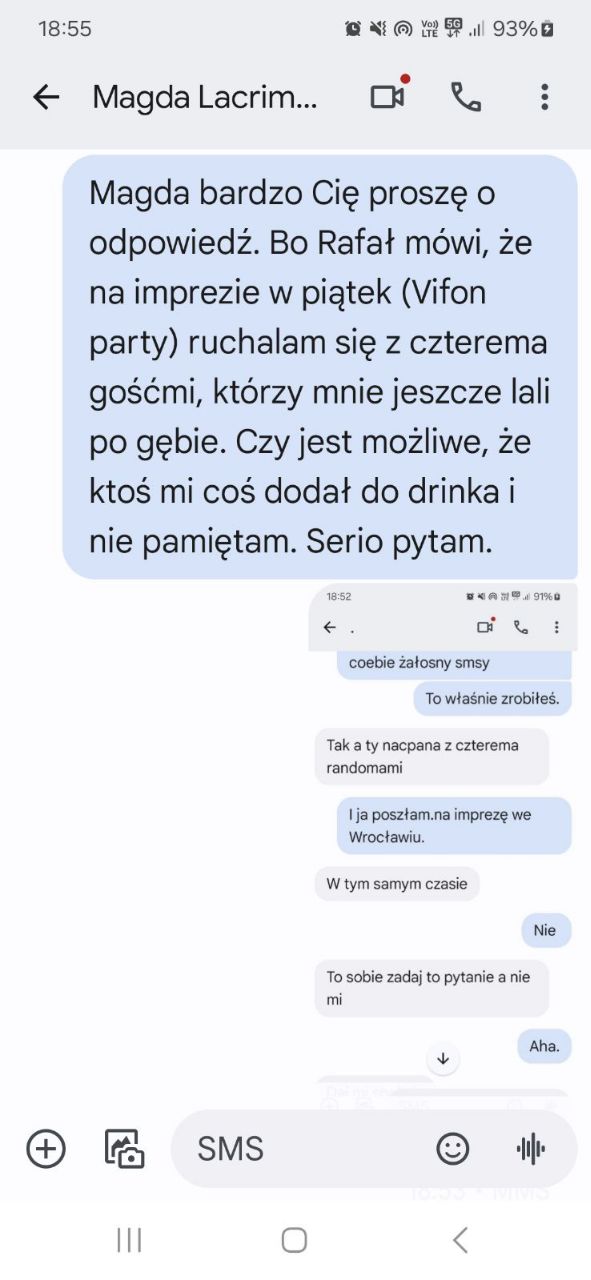 18:55
Vo))
LTE
5G
93%
Magda Lacrim...
Magda bardzo Cię proszę o
odpowiedź. Bo Rafał mówi, że
na imprezie w piątek (Vifon
party) ruchalam się z czterema
gośćmi, którzy mnie jeszcze lali
po gębie. Czy jest możliwe, że
ktoś mi coś dodał do drinka i
nie pamiętam. Serio pytam.
18:52
91%
.
coebie żałosny smsy
To właśnie zrobiłeś.
Tak a ty nacpana z czterema
randomami
I ja poszłam.na imprezę we
Wrocławiu.
W tym samym czasie
Nie
To sobie zadaj to pytanie a nie
mi
Aha.
SMS
18:53 • MMS